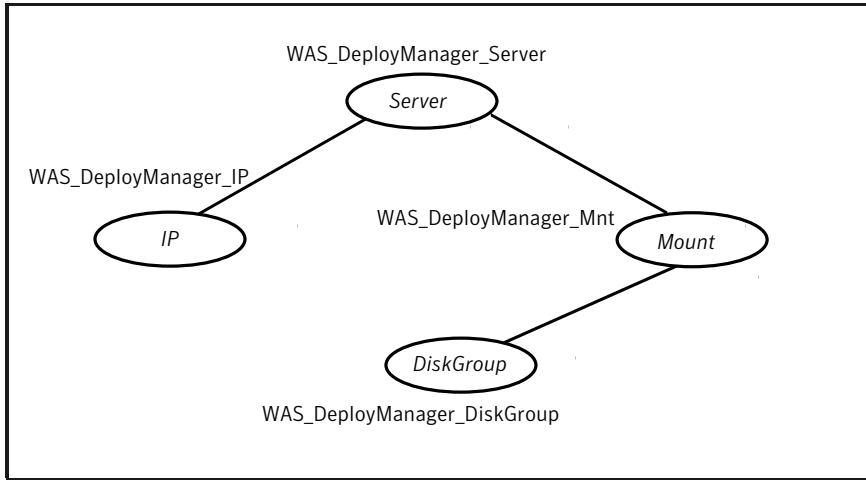 WAS_DeployManager_Server
Server
WAS_DeployManager_IP
IP
WAS_DeployManager_Mnt
Mount
DiskGroup
WAS_DeployManager_DiskGroup